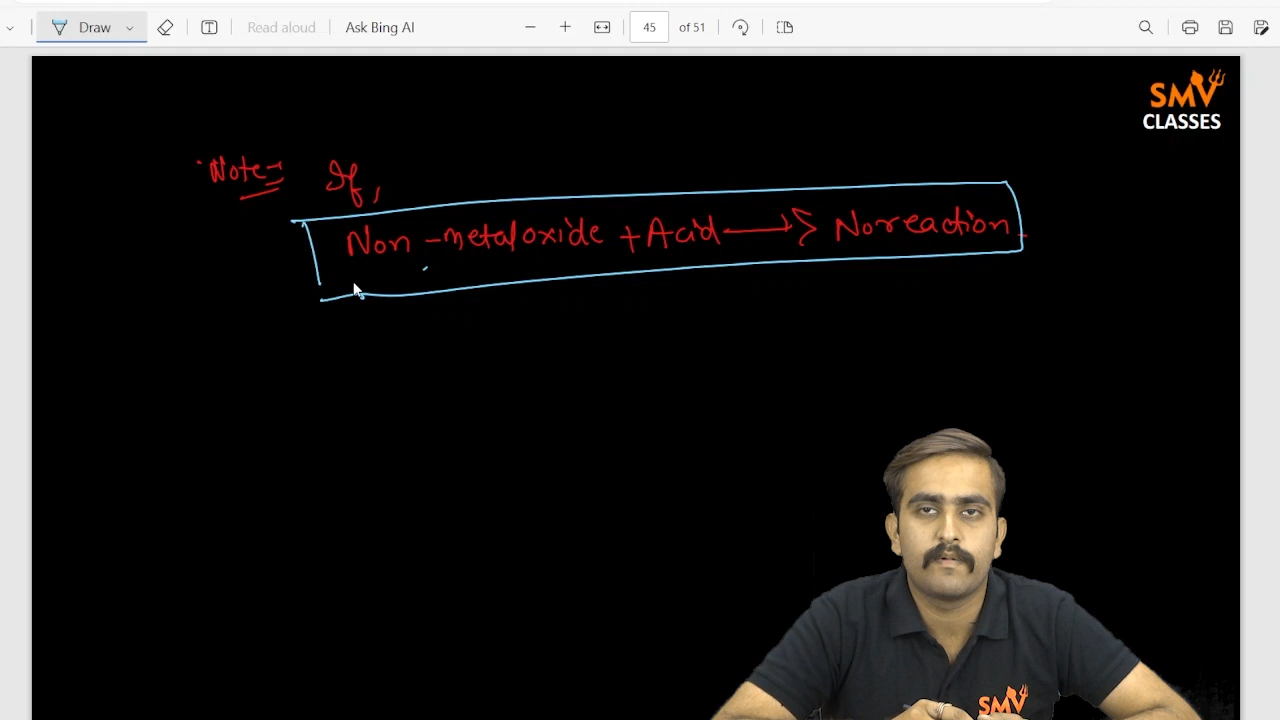 Draw
Read aloud
Ask Bing AI
45 of 51
SMV
CLASSES
Note:-
If,
Non-metal oxide + Acid → No reaction.
SMV